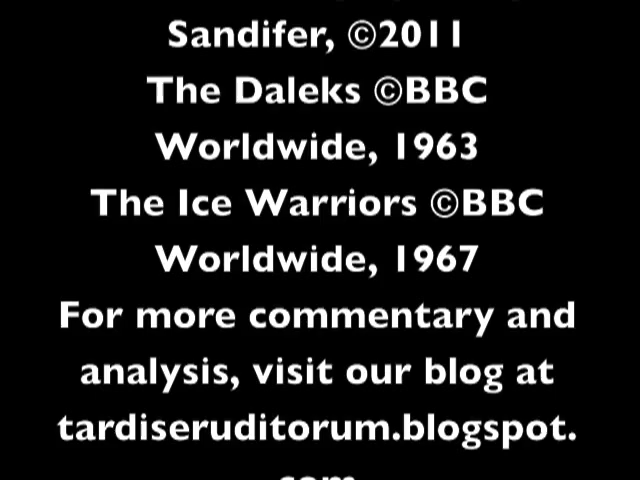 Sandifer, ©2011
The Daleks ©BBC
Worldwide, 1963
The Ice Warriors ©BBC
Worldwide, 1967
For more commentary and
analysis, visit our blog at
tardiseruditorum.blogspot.
com